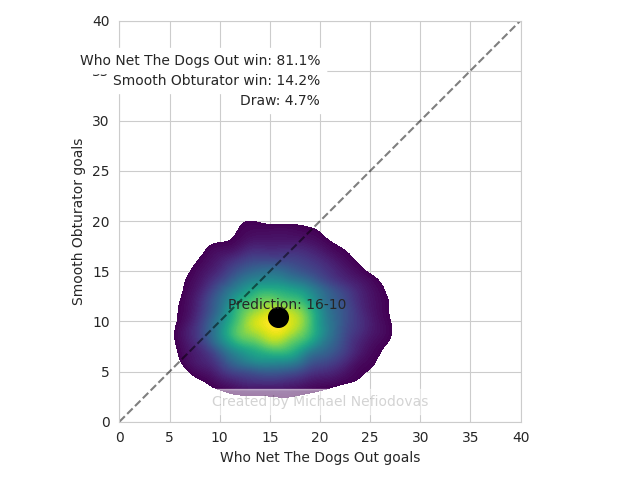 40
Who Net The Dogs Out win: 81.1%
Smooth Obturator win: 14.2%
Draw: 4.7%
30
25
20
15
10
5
0
Smooth Obturator goals
Prediction: 16-10
Created by Michael Nefiodovas
0 5 10 15 20 25 30 35 40
Who Net The Dogs Out goals